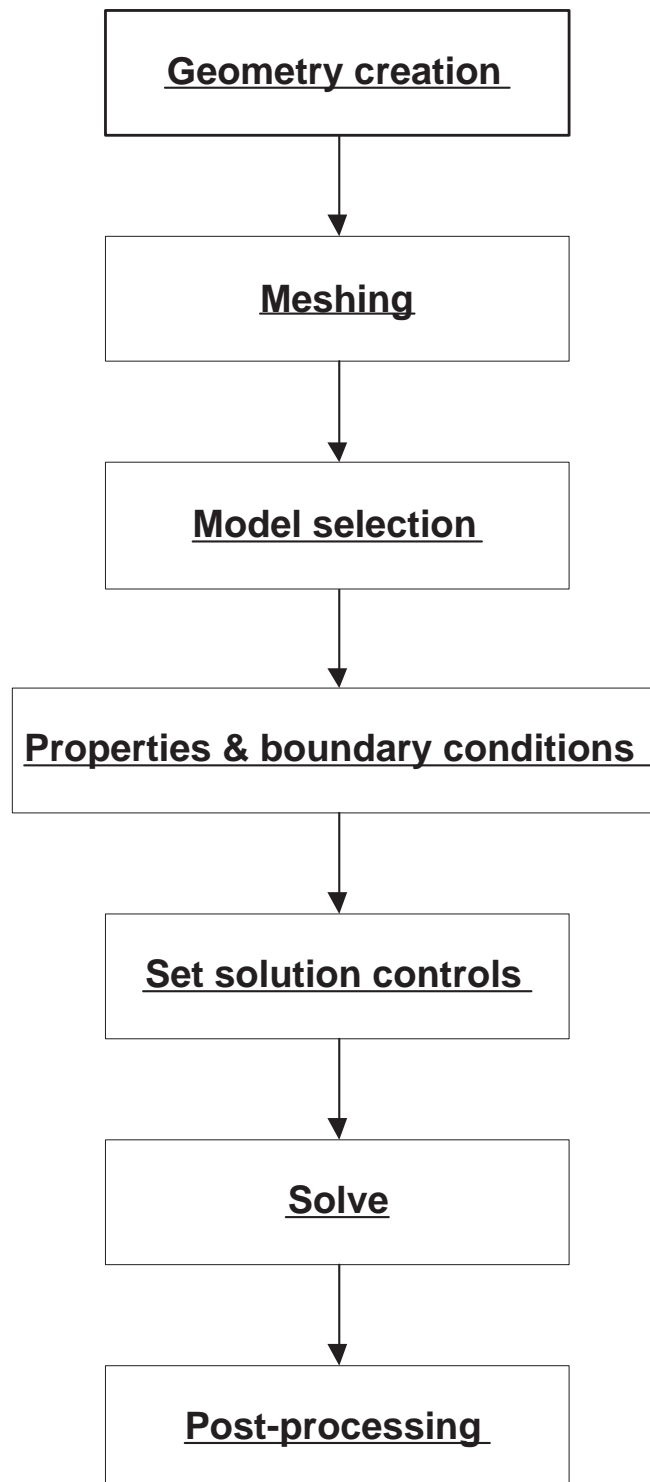 Geometry creation
Meshing
Model selection
Properties & boundary conditions
Set solution controls
Solve
Post-processing